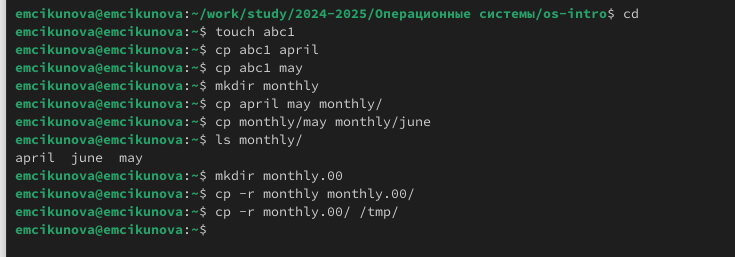 emcikunova@emcikunova:~/work/study/2024-2025/Операционные системы/os-intro$ cd
emcikunova@emcikunova:~$ touch abc1
emcikunova@emcikunova:~$ cp abc1 april
emcikunova@emcikunova:~$ cp abc1 may
emcikunova@emcikunova:~$ mkdir monthly
emcikunova@emcikunova:~$ cp april may monthly/
emcikunova@emcikunova:~$ cp monthly/may monthly/june
emcikunova@emcikunova:~$ ls monthly/
april  june  may
emcikunova@emcikunova:~$ mkdir monthly.00
emcikunova@emcikunova:~$ cp -r monthly monthly.00/
emcikunova@emcikunova:~$ cp -r monthly.00/ /tmp/
emcikunova@emcikunova:~$